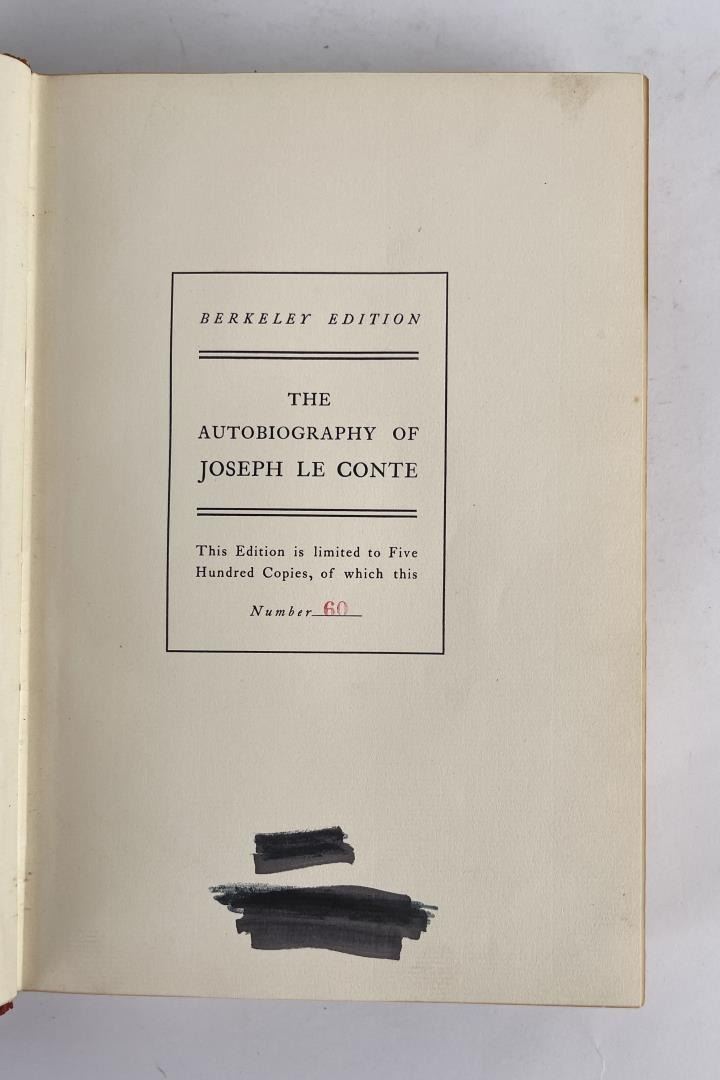 BERKELEY EDITION
THE
AUTOBIOGRAPHY OF
JOSEPH LE CONTE
This Edition is limited to Five
Hundred Copies, of which this
Number 60